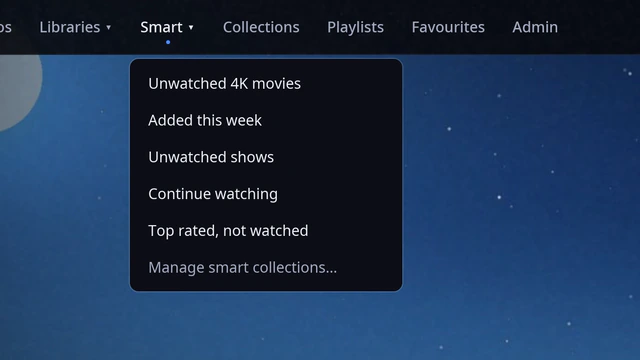 os Libraries ▾ Smart ▾ Collections Playlists Favourites Admin
Unwatched 4K movies
Added this week
Unwatched shows
Continue watching
Top rated, not watched
Manage smart collections...